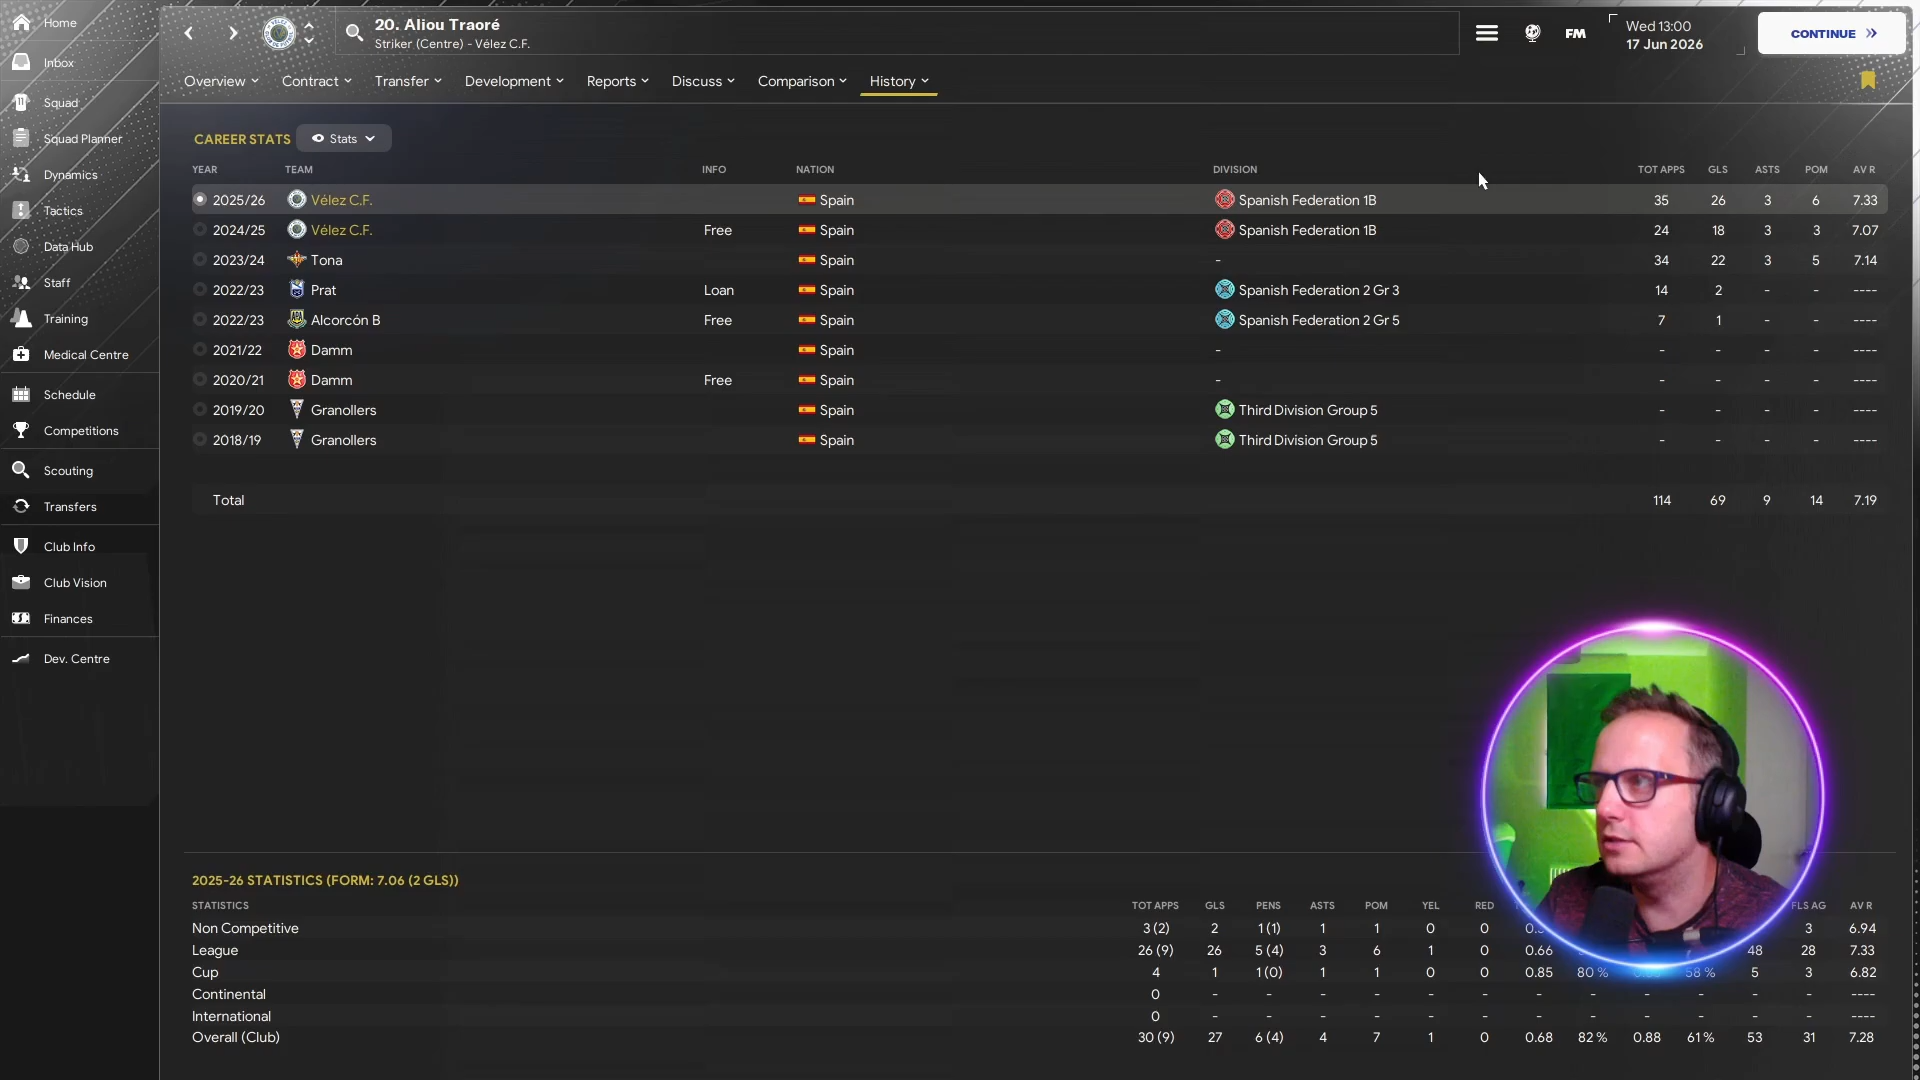 Home
Inbox
Squad
Squad Planner
Dynamics
Tactics
Data Hub
Staff
Training
Medical Centre
Schedule
Competitions
Scouting
Transfers
Club Info
Club Vision
Finances
Dev. Centre
20. Aliou Traoré
Striker (Centre) - Vélez C.F.
FM
Wed 13:00
17 Jun 2026
CONTINUE
Overview Contract Transfer Development Reports Discuss Comparison History
CAREER STATS Stats
YEAR TEAM INFO NATION DIVISION TOT APPS GLS ASTS POM AV R
2025/26 Vélez C.F. Spain Spanish Federation 1B 35 26 3 6 7.33
2024/25 Vélez C.F. Free Spain Spanish Federation 1B 24 18 3 3 7.07
2023/24 Tona Spain - 34 22 3 5 7.14
2022/23 Prat Loan Spain Spanish Federation 2 Gr 3 14 2 - - ----
2022/23 Alcorcón B Free Spain Spanish Federation 2 Gr 5 7 1 - - ----
2021/22 Damm Spain - - - - - ----
2020/21 Damm Free Spain - - - - - ----
2019/20 Granollers Spain Third Division Group 5 - - - - ----
2018/19 Granollers Spain Third Division Group 5 - - - - ----
Total 114 69 9 14 7.19
2025-26 STATISTICS (FORM: 7.06 (2 GLS))
STATISTICS TOT APPS GLS PENS ASTS POM YEL RED FLS AG AV R
Non Competitive 3 (2) 2 1 (1) 1 1 0 0 3 6.94
League 26 (9) 26 5 (4) 3 6 1 0 0.66 48 28 7.33
Cup 4 1 1 (0) 1 1 0 0 0.85 80 % 58 % 5 3 6.82
Continental 0 - - - - - - - - - - - - ----
International 0 - - - - - - - - - - - - ----
Overall (Club) 30 (9) 27 6 (4) 4 7 1 0 0.68 82 % 0.88 61 % 53 31 7.28